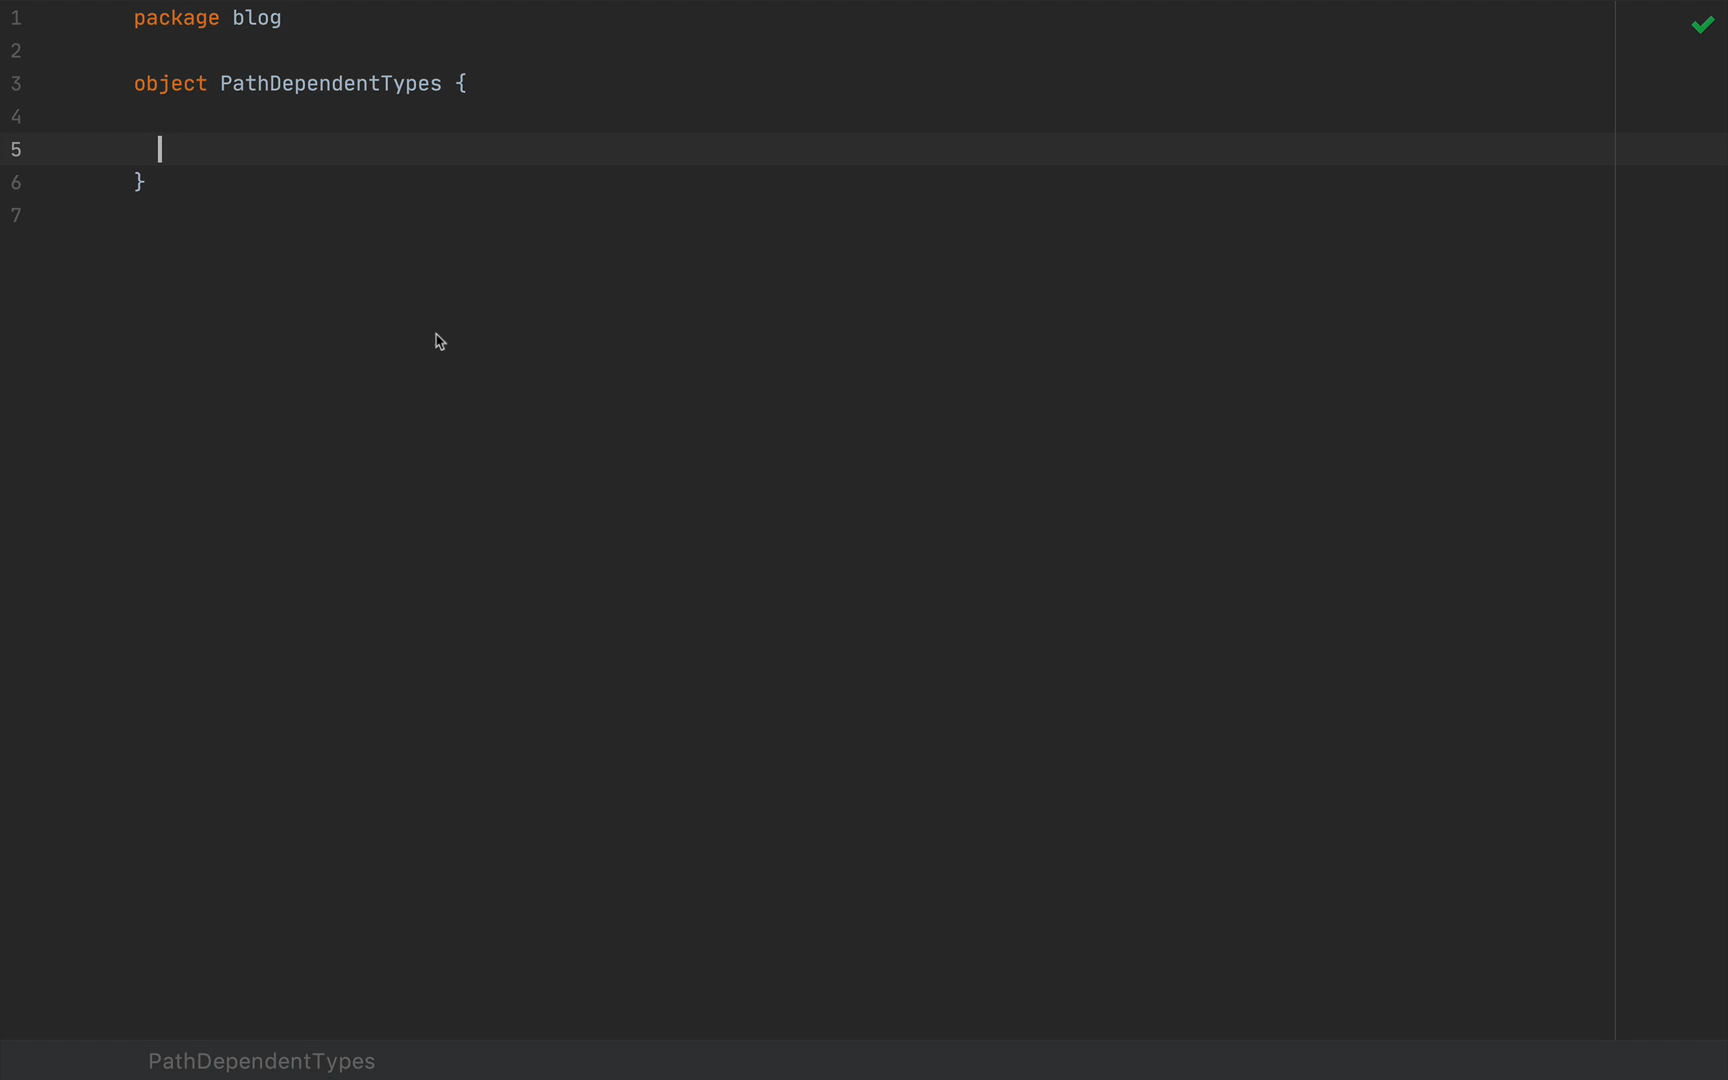 1 package blog
2
3 object PathDependentTypes {
4
5
6 }
7
PathDependentTypes